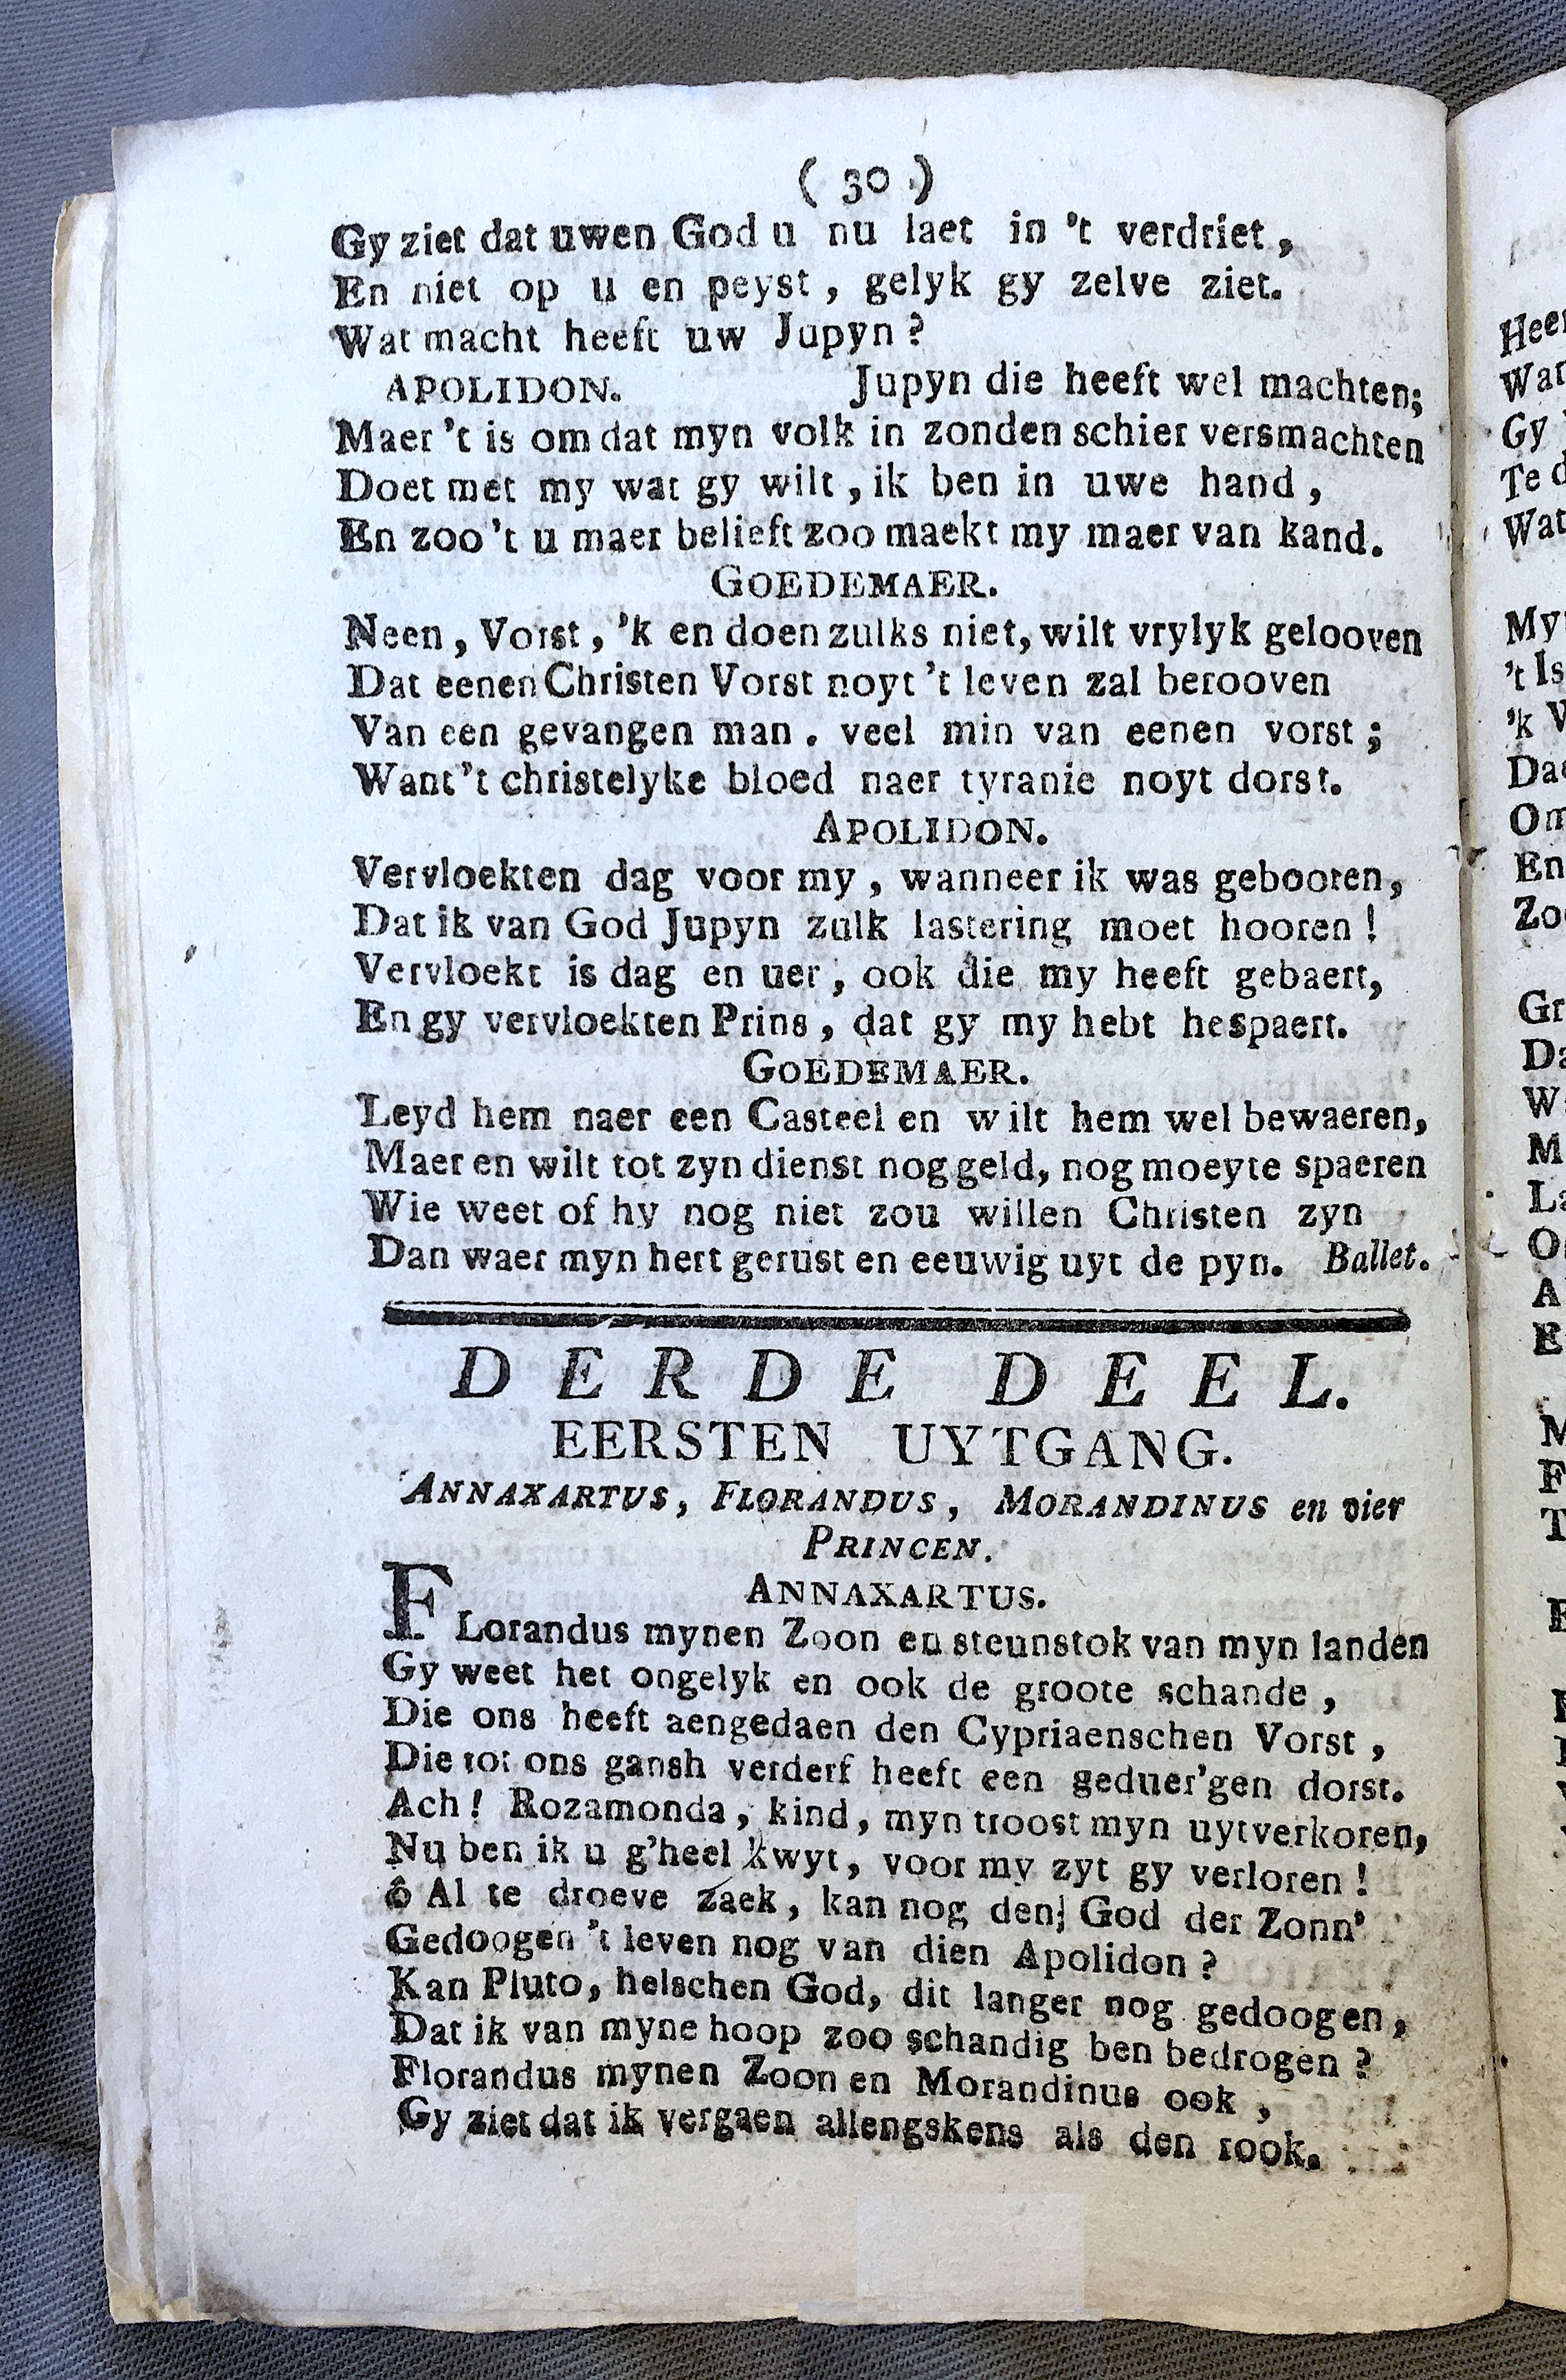 ( 30 )
Gy ziet dat uwen God u nu laet in 't verdriet,
En niet op u en peyst, gelyk gy zelve ziet.
Wat macht heeft uw Jupyn?
APOLIDON. Jupyn die heeft wel machten;
Maer 't is om dat myn volk in zonden schier versmachten
Doet met my wat gy wilt, ik ben in uwe hand,
En zoo 't u maer belieft zoo maekt my maer van kand.
GOEDEMAER.
Neen, Vorst, 'k en doen zulks niet, wilt vrylyk gelooven
Dat eenen Christen Vorst noyt 't leven zal berooven
Van een gevangen man. veel min van eenen vorst;
Want 't christelyke bloed naer tyranie noyt dorst.
APOLIDON.
Vervloekten dag voor my, wanneer ik was gebooren,
Dat ik van God Jupyn zulk lastering moet hooren!
Vervloekt is dag en uer, ook die my heeft gebaert,
En gy vervloekten Prins, dat gy my hebt hespaert.
GOEDEMAER.
Leyd hem naer een Casteel en wilt hem wel bewaeren,
Maer en wilt tot zyn dienst nog geld, nog moeyte spaeren
Wie weet of hy nog niet zou willen Christen zyn
Dan waer myn hert gerust en eeuwig uyt de pyn. Ballet.
DERDE DEEL.
EERSTEN UYTGANG.
ANNAXARTUS, FLORANDUS, MORANDINUS en vier
PRINCEN.
ANNAXARTUS.
FLorandus mynen Zoon en steunstok van myn landen
Gy weet het ongelyk en ook de groote schande,
Die ons heeft aengedaen den Cypriaenschen Vorst,
Die tot ons gansh verderf heeft een geduer'gen dorst.
Ach! Rozamonda, kind, myn troost myn uytverkoren,
Nu ben ik u g'heel kwyt, voor my zyt gy verloren!
ô Al te droeve zaek, kan nog den God der Zonn'
Gedoogen 't leven nog van dien Apolidon?
Kan Pluto, helschen God, dit langer nog gedoogen,
Dat ik van myne hoop zoo schandig ben bedrogen?
Florandus mynen Zoon en Morandinus ook,
Gy ziet dat ik vergaen allengskens als den rook.
Wat
Gy
Te
Wat
't Is
'k
En